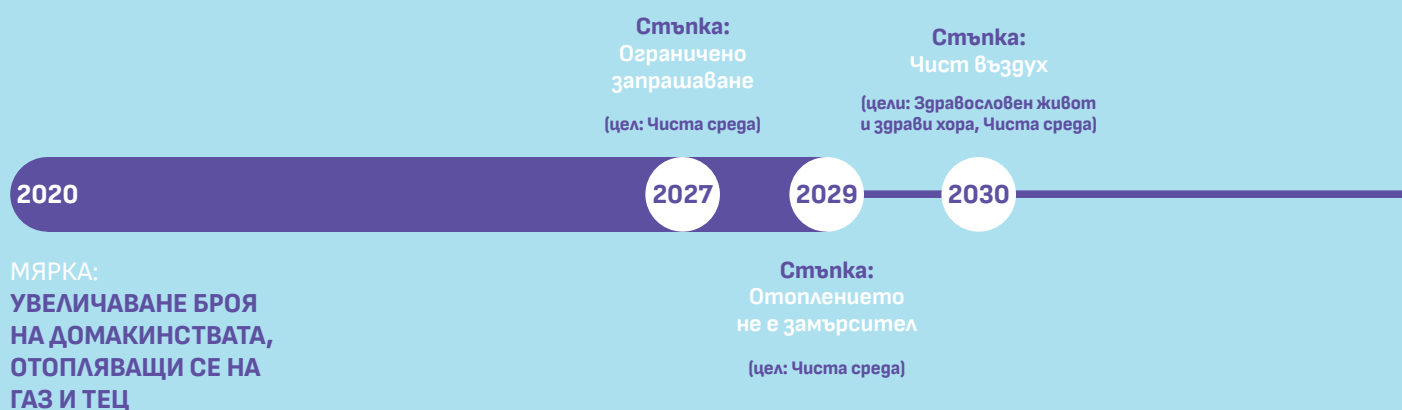 Стъпка:
Ограничено
запрашаване
(цел: Чиста среда)
Стъпка:
Чист въздух
(цели: Здравословен живот
и здрави хора, Чиста среда)
2020
2027
2029
2030
МЯРКА:
УВЕЛИЧАВАНЕ БРОЯ
НА ДОМАКИНСТВАТА,
ОТОПЛЯВАЩИ СЕ НА
ГАЗ И ТЕЦ
Стъпка:
Отоплението
не е замърсител
(цел: Чиста среда)